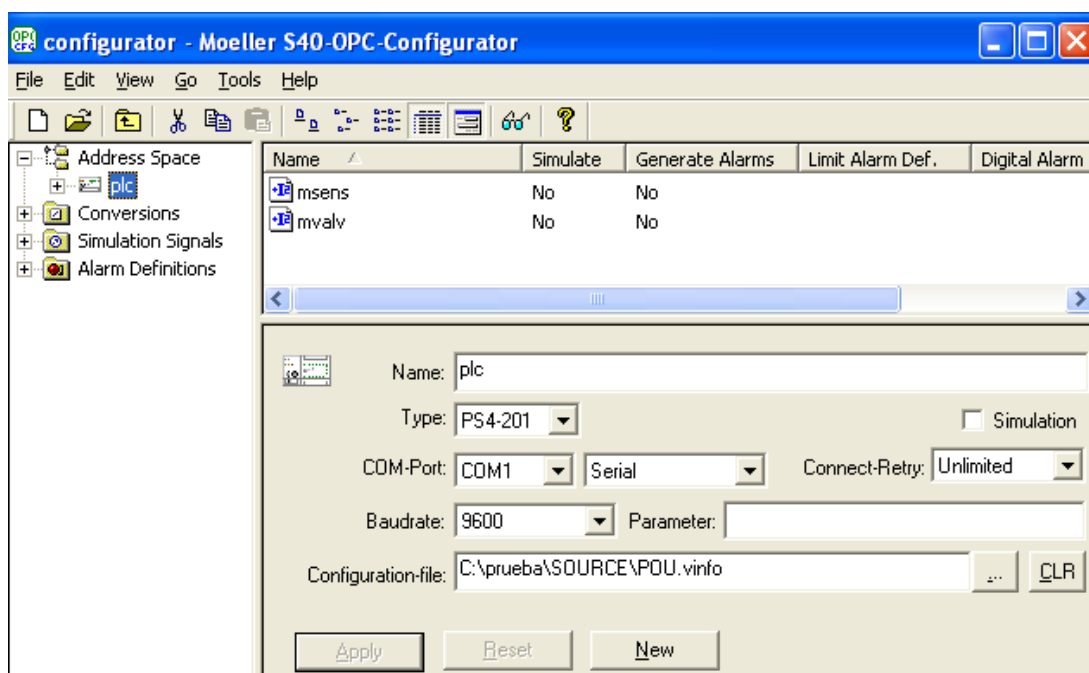 configurator - Moeller S40-OPC-Configurator
File Edit View Go Tools Help
Address Space
plc
Conversions
Simulation Signals
Alarm Definitions
Name Simulate Generate Alarms Limit Alarm Def. Digital Alarm
msens No No
mvalv No No
Name: plc
Type: PS4-201 Simulation
COM-Port: COM1 Serial Connect-Retry: Unlimited
Baudrate: 9600 Parameter:
Configuration-file: C:\prueba\SOURCE\POU.vinfo ... CLR
Apply Reset New